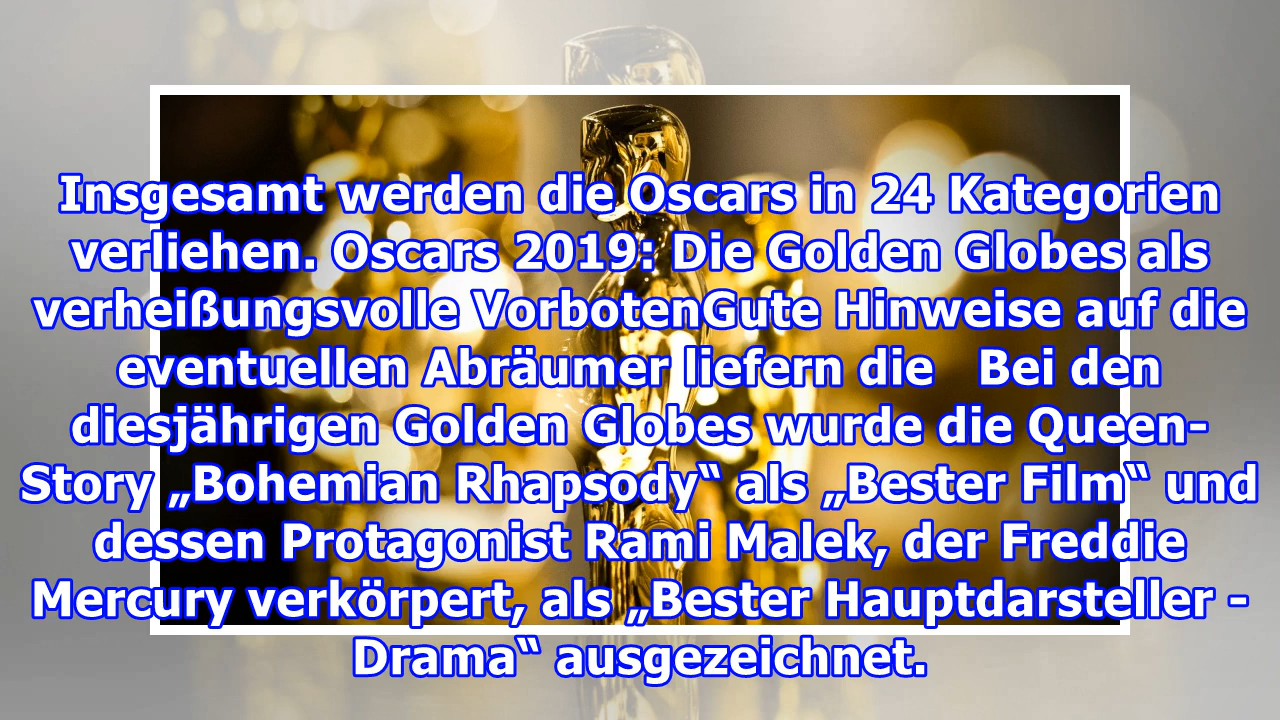 Insgesamt werden die Oscars in 24 Kategorien
verliehen. Oscars 2019: Die Golden Globes als
verheißungsvolle VorbotenGute Hinweise auf die
eventuellen Abräumer liefern die   Bei den
diesjährigen Golden Globes wurde die Queen-
Story „Bohemian Rhapsody“ als „Bester Film“ und
dessen Protagonist Rami Malek, der Freddie
Mercury verkörpert, als „Bester Hauptdarsteller -
Drama“ ausgezeichnet.